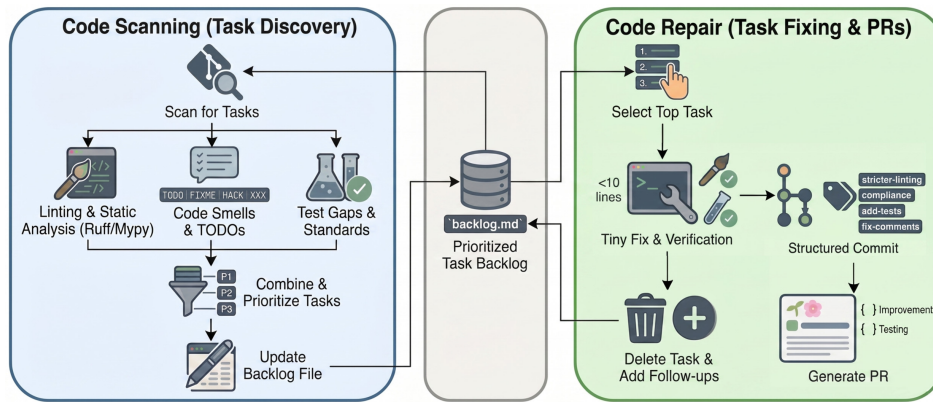 Code Scanning (Task Discovery)
Scan for Tasks
</>
TODO FIXME HACK XXX
Linting & Static
Analysis (Ruff/Mypy)
Code Smells
& TODOs
Test Gaps &
Standards
P1
P2
P3
Combine &
Prioritize Tasks
Update
Backlog File
`backlog.md`
Prioritized
Task Backlog
Code Repair (Task Fixing & PRs)
1.
2.
3.
Select Top Task
<10
lines
>_
Tiny Fix & Verification
stricter-linting
compliance
add-tests
fix-comments
Structured Commit
Delete Task &
Add Follow-ups
{ } Improvement
{ } Testing
Generate PR